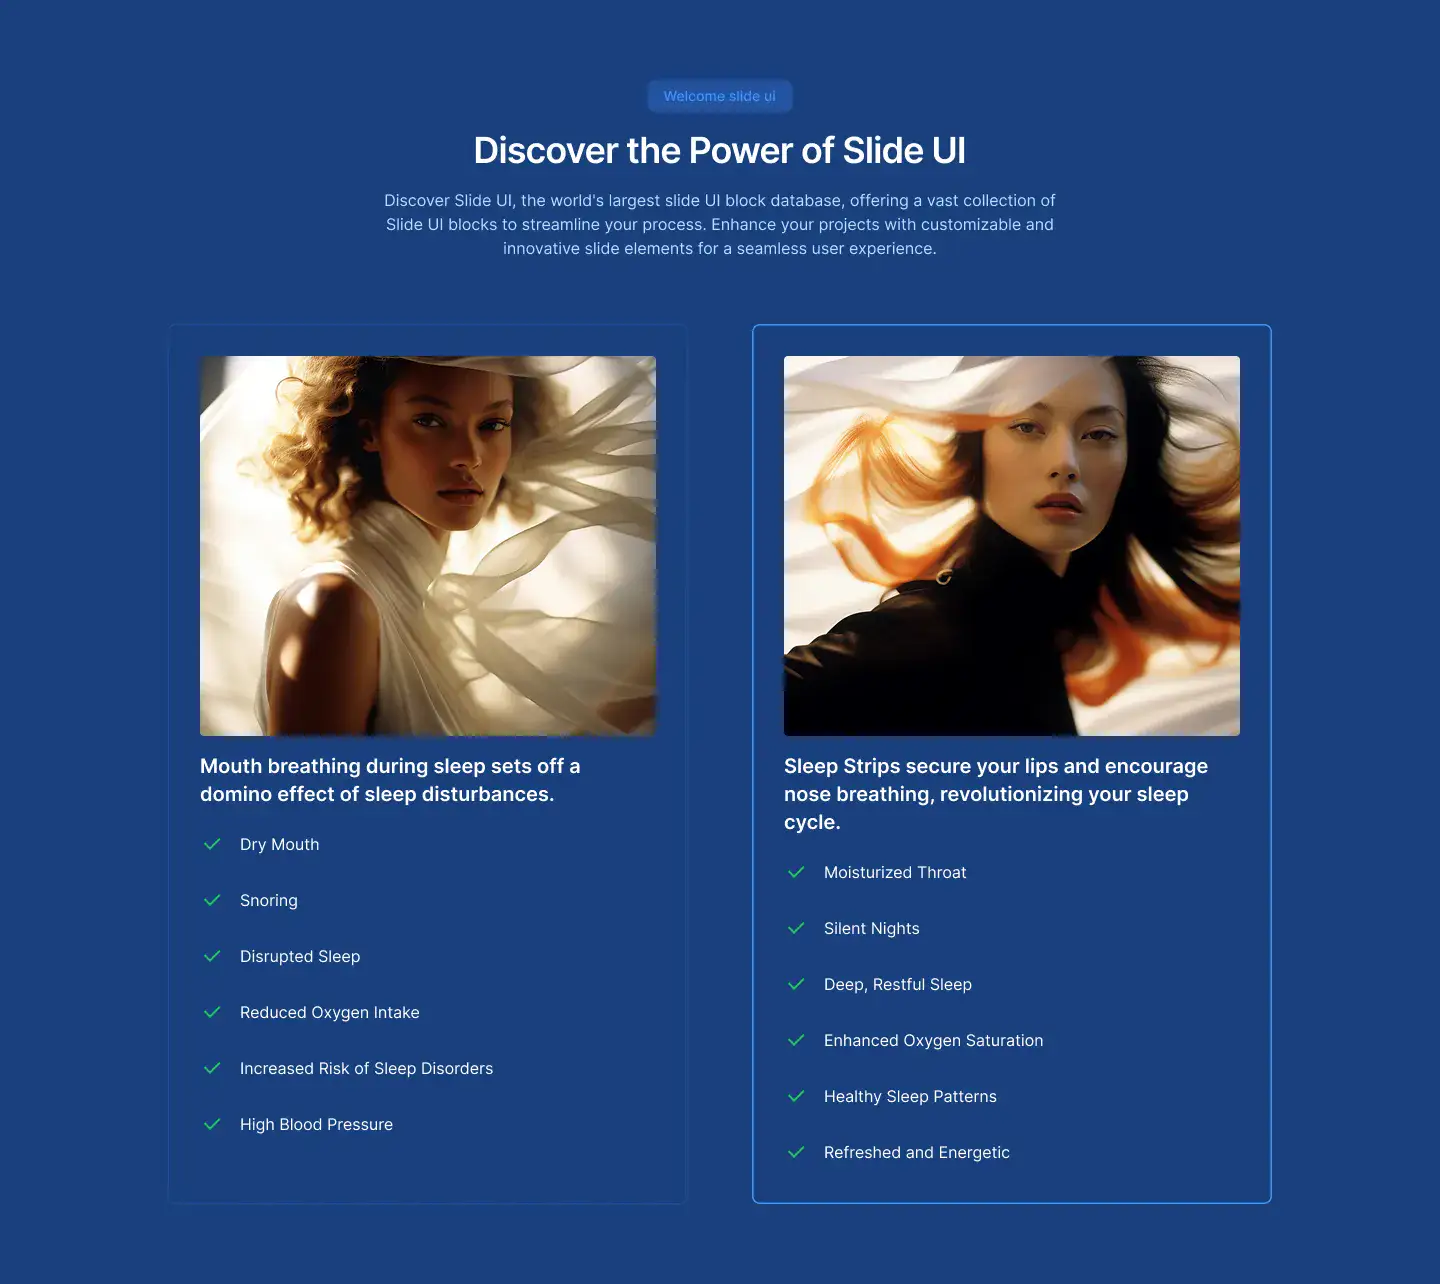 Welcome slide ui
Discover the Power of Slide UI
Discover Slide UI, the world's largest slide UI block database, offering a vast collection of
Slide UI blocks to streamline your process. Enhance your projects with customizable and
innovative slide elements for a seamless user experience.
Mouth breathing during sleep sets off a
domino effect of sleep disturbances.
Dry Mouth
Snoring
Disrupted Sleep
Reduced Oxygen Intake
Increased Risk of Sleep Disorders
High Blood Pressure
Sleep Strips secure your lips and encourage
nose breathing, revolutionizing your sleep
cycle.
Moisturized Throat
Silent Nights
Deep, Restful Sleep
Enhanced Oxygen Saturation
Healthy Sleep Patterns
Refreshed and Energetic